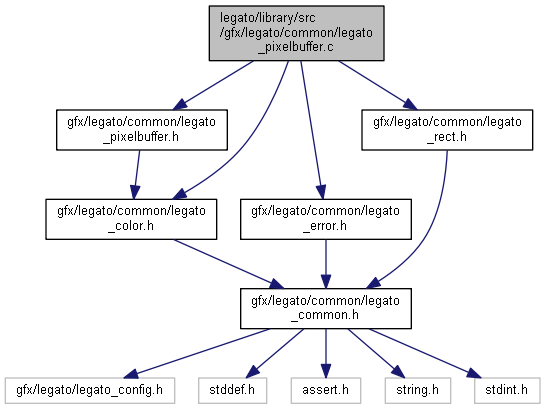 legato/library/src
/gfx/legato/common/legato
_pixelbuffer.c
gfx/legato/common/legato
_pixelbuffer.h
gfx/legato/common/legato
_rect.h
gfx/legato/common/legato
_color.h
gfx/legato/common/legato
_error.h
gfx/legato/common/legato
_common.h
gfx/legato/legato_config.h
stddef.h
assert.h
string.h
stdint.h